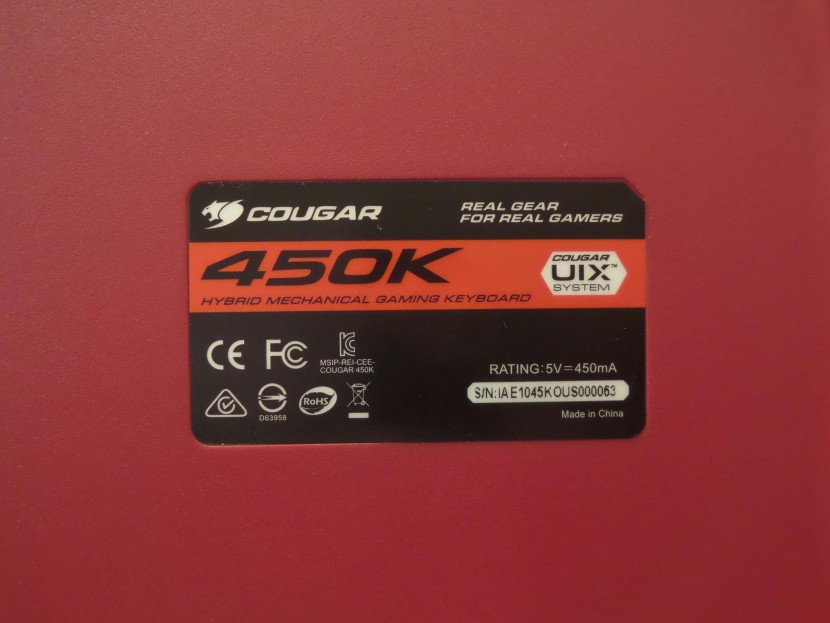 COUGAR
REAL GEAR
FOR REAL GAMERS
450K
HYBRID MECHANICAL GAMING KEYBOARD
COUGAR
UIX™
SYSTEM
CE FC
MSIP-REI-CEE-
COUGAR 450K
RATING: 5V⎓450mA
D63958
RoHS
S/N:IAE1045KOUS000063
Made in China